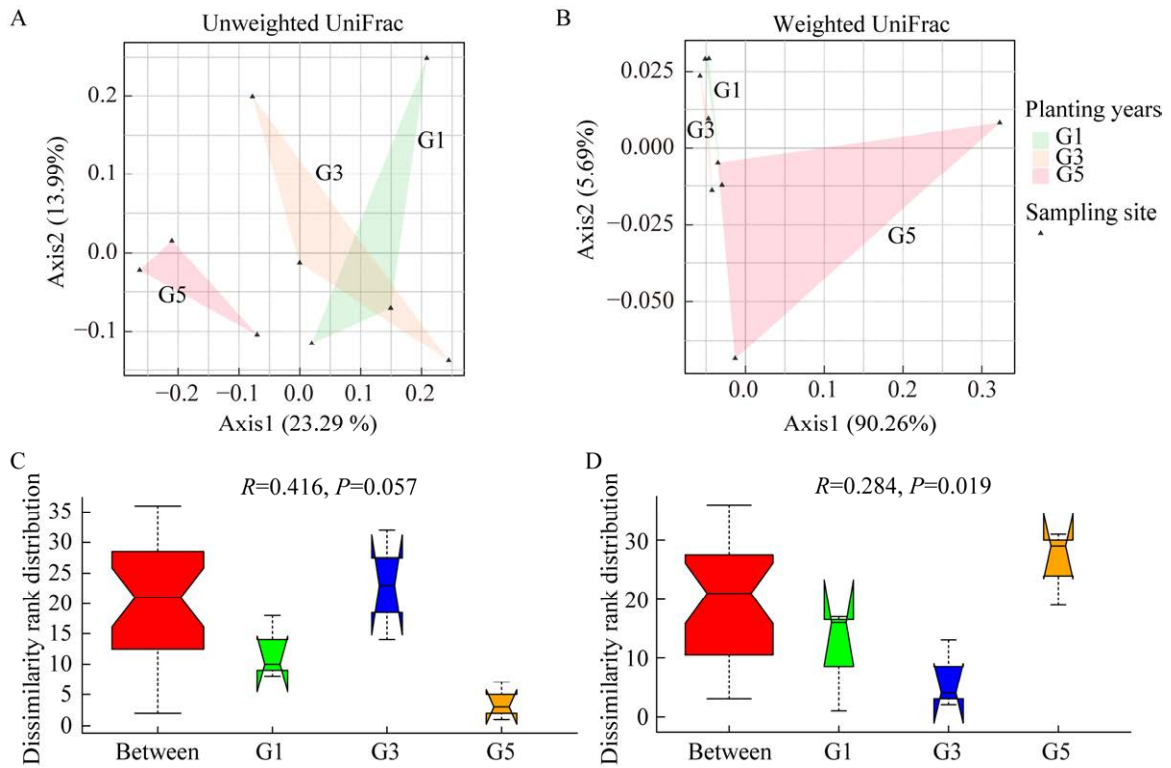 A
Unweighted UniFrac
Axis2 (13.99%)
0.2
0.1
0.0
−0.1
G1
G3
G5
−0.2
−0.1
0.0
0.1
0.2
Axis1 (23.29 %)
B
Weighted UniFrac
Axis2 (5.69%)
0.025
0.000
−0.025
−0.050
G1
G3
G5
0.0
0.1
0.2
0.3
Axis1 (90.26%)
Planting years
G1
G3
G5
Sampling site
C
R=0.416, P=0.057
Dissimilarity rank distribution
35
30
25
20
15
10
5
0
Between
G1
G3
G5
D
R=0.284, P=0.019
Dissimilarity rank distribution
30
20
10
0
Between
G1
G3
G5